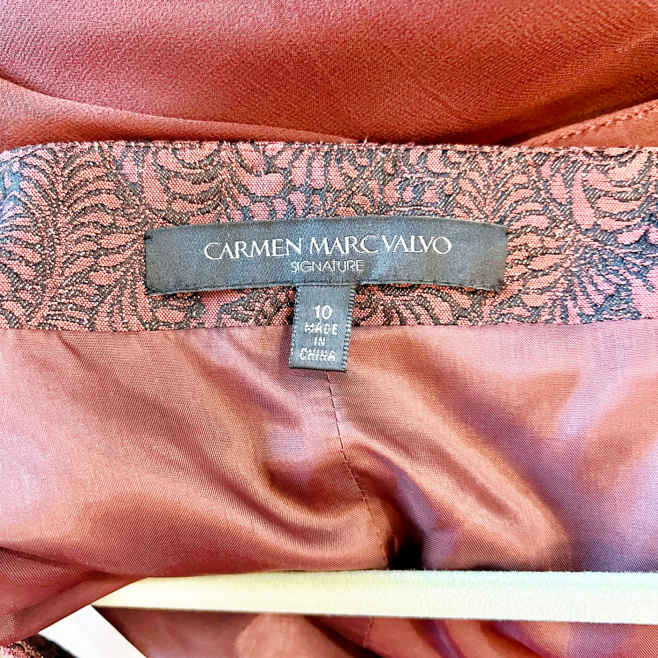 CARMEN MARC VALVO
SIGNATURE
10
MADE
IN
CHINA